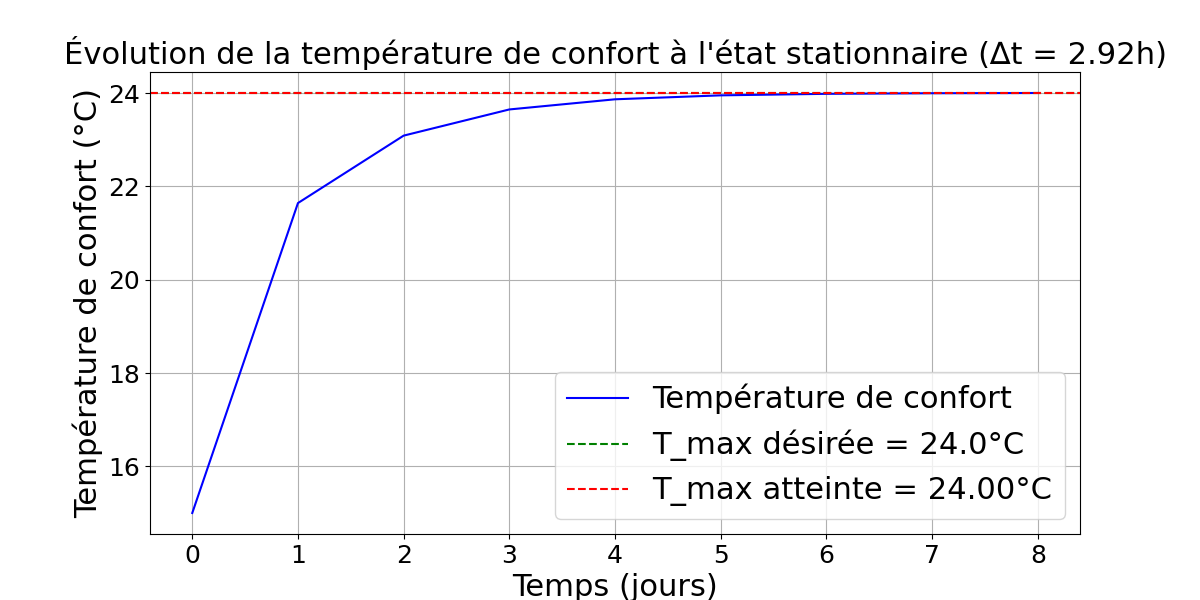 Évolution de la température de confort à l'état stationnaire (Δt = 2.92h)
Température de confort (°C)
24
22
20
18
16
Température de confort
T_max désirée = 24.0°C
T_max atteinte = 24.00°C
0 1 2 3 4 5 6 7 8
Temps (jours)